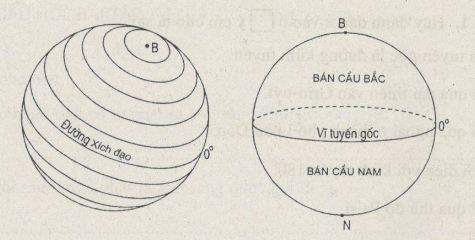 B
Đường Xích đạo
0°
B
BÁN CẦU BẮC
0°
Vĩ tuyến gốc
BÁN CẦU NAM
N